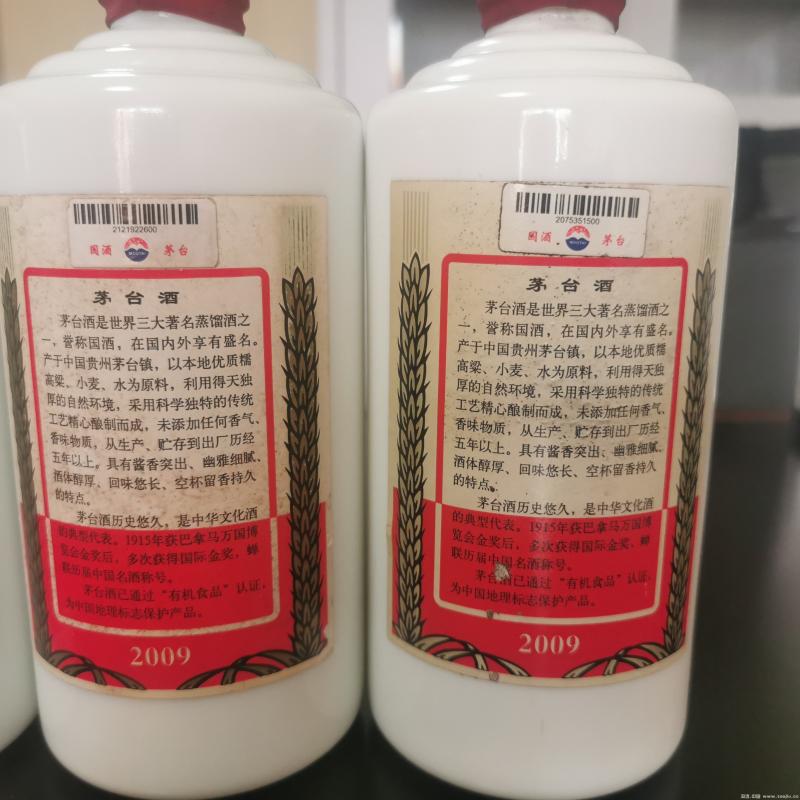 2121922600
国酒 MOUTAI 茅台
茅台酒
茅台酒是世界三大著名蒸馏酒之
一，誉称国酒，在国内外享有盛名。
产于中国贵州茅台镇，以本地优质糯
高粱、小麦、水为原料，利用得天独
厚的自然环境，采用科学独特的传统
工艺精心酿制而成，未添加任何香气、
香味物质，从生产、贮存到出厂历经
五年以上。具有酱香突出、幽雅细腻、
酒体醇厚、回味悠长、空杯留香持久
的特点。
茅台酒历史悠久，是中华文化酒
的典型代表。1915年获巴拿马万国博
览会金奖后，多次获得国际金奖，蝉
联历届中国名酒称号。
茅台酒已通过“有机食品”认证，
为中国地理标志保护产品。
2009
2075351500
国酒 MOUTAI 茅台
茅台酒
茅台酒是世界三大著名蒸馏酒之
一，誉称国酒，在国内外享有盛名。
产于中国贵州茅台镇，以本地优质糯
高粱、小麦、水为原料，利用得天独
厚的自然环境，采用科学独特的传统
工艺精心酿制而成，未添加任何香气、
香味物质，从生产、贮存到出厂历经
五年以上。具有酱香突出、幽雅细腻、
酒体醇厚、回味悠长、空杯留香持久
的特点。
茅台酒历史悠久，是中华文化酒
的典型代表。1915年获巴拿马万国博
览会金奖后，多次获得国际金奖，蝉
联历届中国名酒称号。
茅台酒已通过“有机食品”认证，
为中国地理标志保护产品。
2009